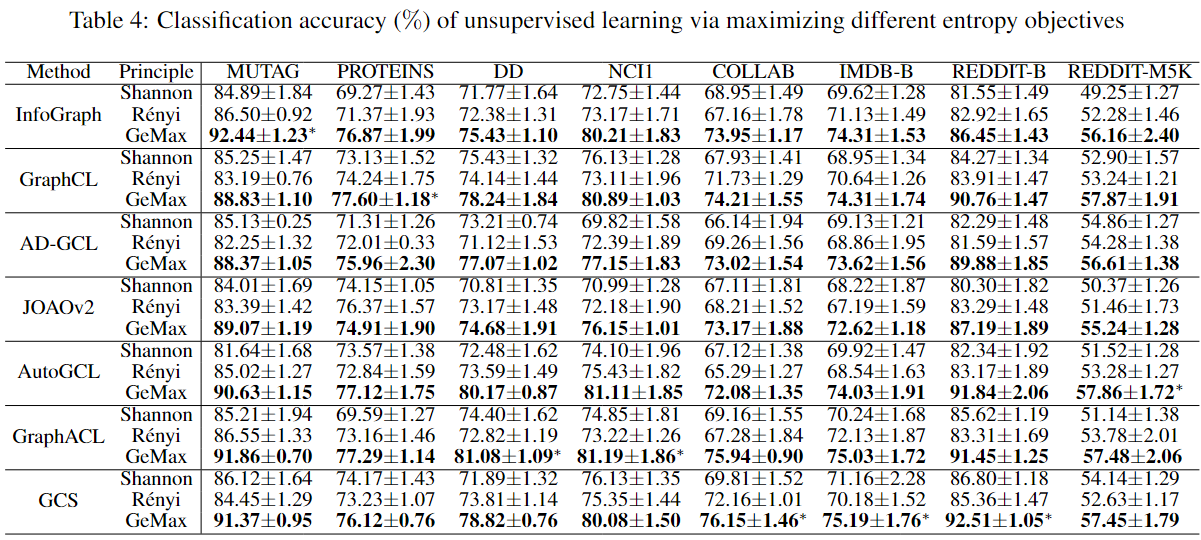 Table 4: Classification accuracy (%) of unsupervised learning via maximizing different entropy objectives
Method Principle MUTAG PROTEINS DD NCI1 COLLAB IMDB-B REDDIT-B REDDIT-M5K
Shannon 84.89±1.84 69.27±1.43 71.77±1.64 72.75±1.44 68.95±1.49 69.62±1.28 81.55±1.49 49.25±1.27
InfoGraph Rényi 86.50±0.92 71.37±1.93 72.38±1.31 73.17±1.71 67.16±1.78 71.13±1.49 82.92±1.65 52.28±1.46
GeMax 92.44±1.23* 76.87±1.99 75.43±1.10 80.21±1.83 73.95±1.17 74.31±1.53 86.45±1.43 56.16±2.40
Shannon 85.25±1.47 73.13±1.52 75.43±1.32 76.13±1.28 67.93±1.41 68.95±1.34 84.27±1.34 52.90±1.57
GraphCL Rényi 83.19±0.76 74.24±1.75 74.14±1.44 73.11±1.96 71.73±1.29 70.64±1.26 83.91±1.47 53.24±1.21
GeMax 88.83±1.10 77.60±1.18* 78.24±1.84 80.89±1.03 74.21±1.55 74.31±1.74 90.76±1.47 57.87±1.91
Shannon 85.13±0.25 71.31±1.26 73.21±0.74 69.82±1.58 66.14±1.94 69.13±1.21 82.29±1.48 54.86±1.27
AD-GCL Rényi 82.25±1.32 72.01±0.33 71.12±1.53 72.39±1.89 69.26±1.56 68.86±1.95 81.59±1.57 54.28±1.38
GeMax 88.37±1.05 75.96±2.30 77.07±1.02 77.15±1.83 73.02±1.54 73.62±1.56 89.88±1.85 56.61±1.38
Shannon 84.01±1.69 74.15±1.05 70.81±1.35 70.99±1.28 67.11±1.81 68.22±1.87 80.30±1.82 50.37±1.26
JOAOv2 Rényi 83.39±1.42 76.37±1.57 73.17±1.48 72.18±1.90 68.21±1.52 67.19±1.59 83.29±1.48 51.46±1.73
GeMax 89.07±1.19 74.91±1.90 74.68±1.91 76.15±1.01 73.17±1.88 72.62±1.18 87.19±1.89 55.24±1.28
Shannon 81.64±1.68 73.57±1.38 72.48±1.62 74.10±1.96 67.12±1.38 69.92±1.47 82.34±1.92 51.52±1.28
AutoGCL Rényi 85.02±1.27 72.84±1.59 73.59±1.49 75.43±1.82 65.29±1.27 68.54±1.63 83.17±1.89 53.28±1.27
GeMax 90.63±1.15 77.12±1.75 80.17±0.87 81.11±1.85 72.08±1.35 74.03±1.91 91.84±2.06 57.86±1.72*
Shannon 85.21±1.94 69.59±1.27 74.40±1.62 74.85±1.81 69.16±1.55 70.24±1.68 85.62±1.19 51.14±1.38
GraphACL Rényi 86.55±1.33 73.16±1.46 72.82±1.19 73.22±1.26 67.28±1.84 72.13±1.87 83.31±1.69 53.78±2.01
GeMax 91.86±0.70 77.29±1.14 81.08±1.09* 81.19±1.86* 75.94±0.90 75.03±1.72 91.45±1.25 57.48±2.06
Shannon 86.12±1.64 74.17±1.43 71.89±1.32 76.13±1.35 69.81±1.52 71.16±2.28 86.80±1.18 54.14±1.29
GCS Rényi 84.45±1.29 73.23±1.07 73.81±1.14 75.35±1.44 72.16±1.01 70.18±1.52 85.36±1.47 52.63±1.17
GeMax 91.37±0.95 76.12±0.76 78.82±0.76 80.08±1.50 76.15±1.46* 75.19±1.76* 92.51±1.05* 57.45±1.79